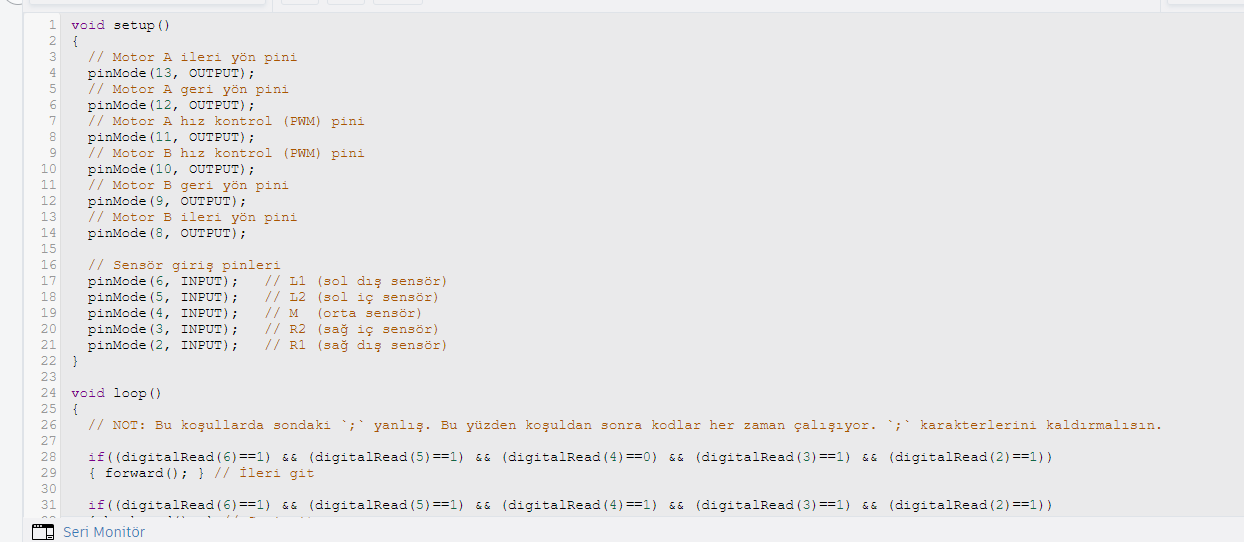 1 void setup()
2 {
3 // Motor A ileri yön pini
4 pinMode(13, OUTPUT);
5 // Motor A geri yön pini
6 pinMode(12, OUTPUT);
7 // Motor A hız kontrol (PWM) pini
8 pinMode(11, OUTPUT);
9 // Motor B hız kontrol (PWM) pini
10 pinMode(10, OUTPUT);
11 // Motor B geri yön pini
12 pinMode(9, OUTPUT);
13 // Motor B ileri yön pini
14 pinMode(8, OUTPUT);
15
16 // Sensör giriş pinleri
17 pinMode(6, INPUT); // L1 (sol dış sensör)
18 pinMode(5, INPUT); // L2 (sol iç sensör)
19 pinMode(4, INPUT); // M (orta sensör)
20 pinMode(3, INPUT); // R2 (sağ iç sensör)
21 pinMode(2, INPUT); // R1 (sağ dış sensör)
22 }
23
24 void loop()
25 {
26 // NOT: Bu koşullarda sondaki `;` yanlış. Bu yüzden koşuldan sonra kodlar her zaman çalışıyor. `;` karakterlerini kaldırmalısın.
27
28 if((digitalRead(6)==1) && (digitalRead(5)==1) && (digitalRead(4)==0) && (digitalRead(3)==1) && (digitalRead(2)==1))
29 { forward(); } // İleri git
30
31 if((digitalRead(6)==1) && (digitalRead(5)==1) && (digitalRead(4)==1) && (digitalRead(3)==1) && (digitalRead(2)==1))
Seri Monitör